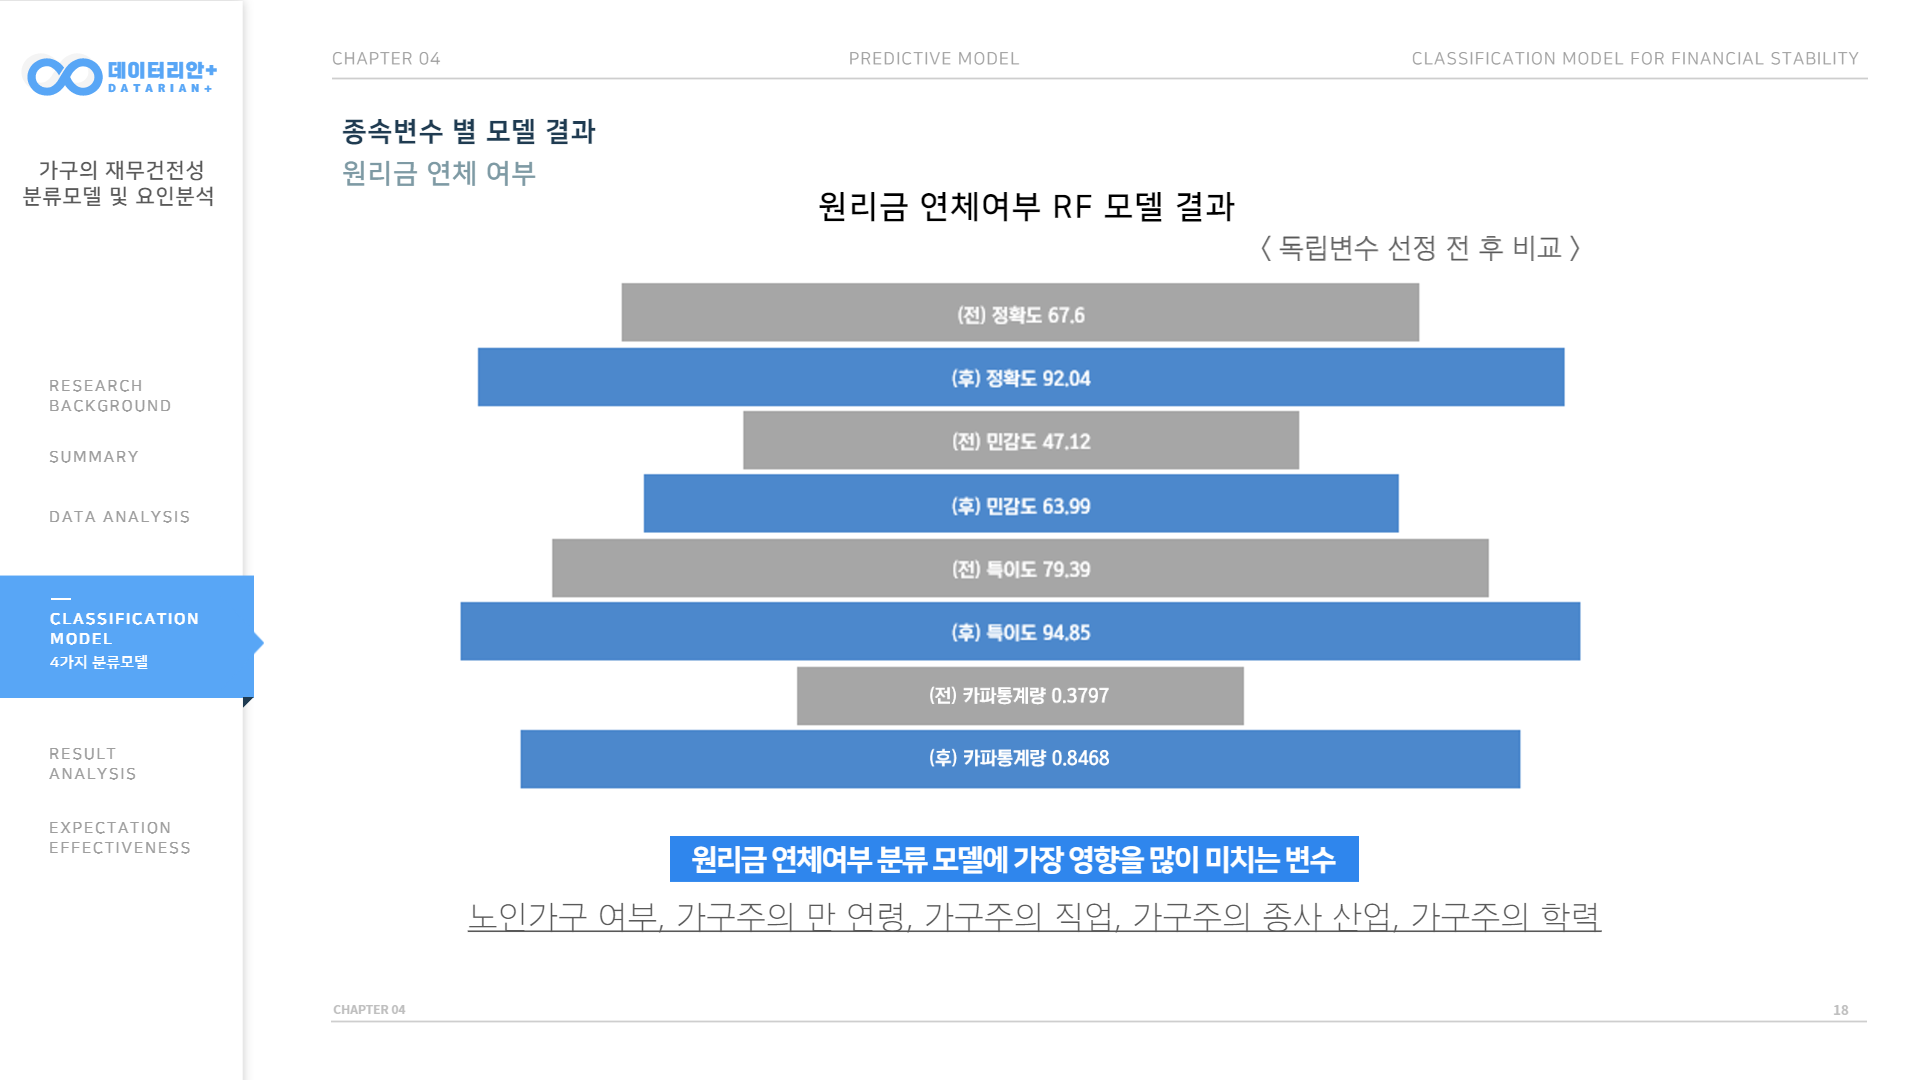 데이터리안+
DATARIAN+
가구의 재무건전성
분류모델 및 요인분석
RESEARCH
BACKGROUND
SUMMARY
DATA ANALYSIS
CLASSIFICATION
MODEL
4가지 분류모델
RESULT
ANALYSIS
EXPECTATION
EFFECTIVENESS
CHAPTER 04
PREDICTIVE MODEL
CLASSIFICATION MODEL FOR FINANCIAL STABILITY
종속변수 별 모델 결과
원리금 연체 여부
원리금 연체여부 RF 모델 결과
〈 독립변수 선정 전 후 비교 〉
(전) 정확도 67.6
(후) 정확도 92.04
(전) 민감도 47.12
(후) 민감도 63.99
(전) 특이도 79.39
(후) 특이도 94.85
(전) 카파통계량 0.3797
(후) 카파통계량 0.8468
원리금 연체여부 분류 모델에 가장 영향을 많이 미치는 변수
노인가구 여부, 가구주의 만 연령, 가구주의 직업, 가구주의 종사 산업, 가구주의 학력
CHAPTER 04
18